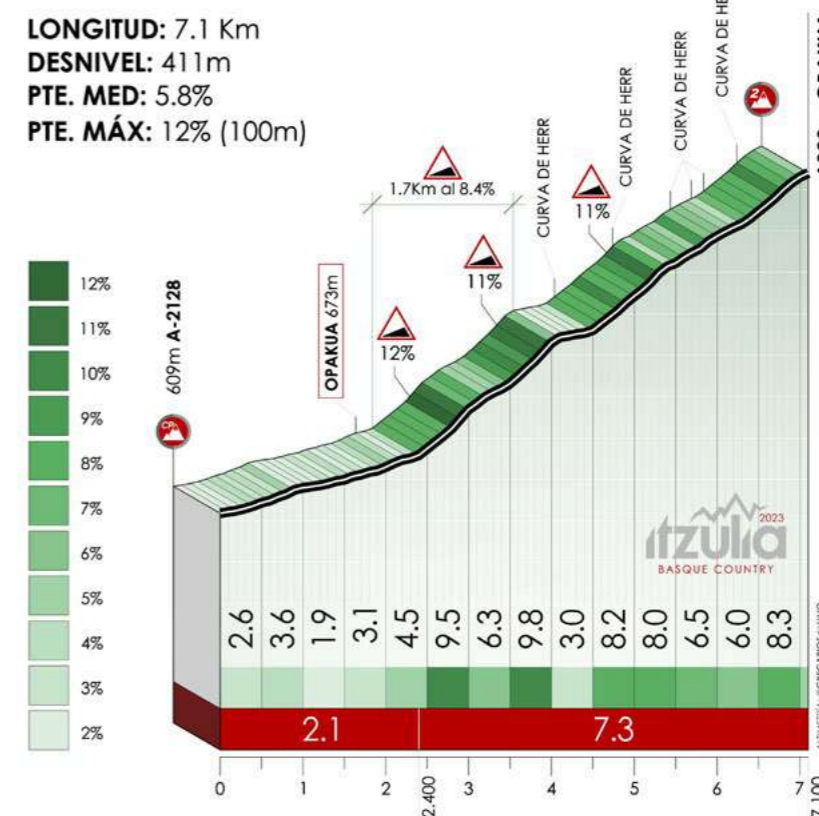 LONGITUD: 7.1 Km
DESNIVEL: 411m
PTE. MED: 5.8%
PTE. MÁX: 12% (100m)
CURVA DE HERR
CURVA DE HERR
CURVA DE HERR
CURVA DE HE
2ª
1.7Km al 8.4%
11%
11%
12%
OPAKUA 673m
609m A-2128
12%
11%
10%
9%
8%
7%
6%
5%
4%
3%
2%
itzulia
2023
BASQUE COUNTRY
2.6 3.6 1.9 3.1 4.5 9.5 6.3 9.8 3.0 8.2 8.0 6.5 6.0 8.3
2.1 7.3
0 1 2 2.400 3 4 5 6 7 7.100